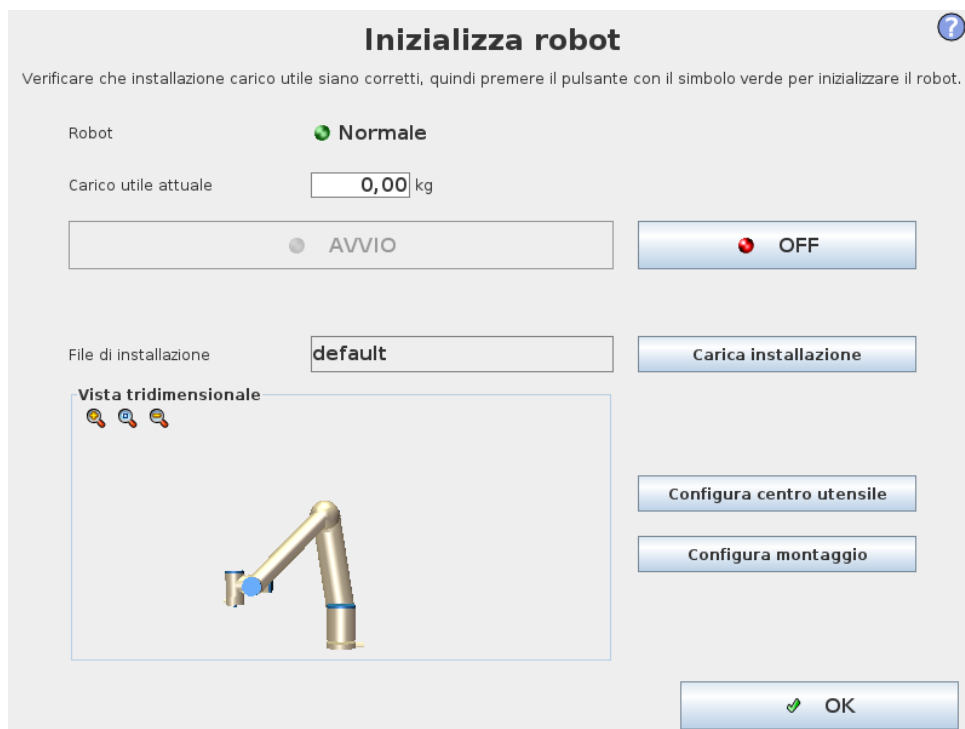 Inizializza robot
?
Verificare che installazione carico utile siano corretti, quindi premere il pulsante con il simbolo verde per inizializzare il robot.
Robot
Normale
Carico utile attuale
0,00 kg
AVVIO
OFF
File di installazione
default
Carica installazione
Vista tridimensionale
Configura centro utensile
Configura montaggio
OK